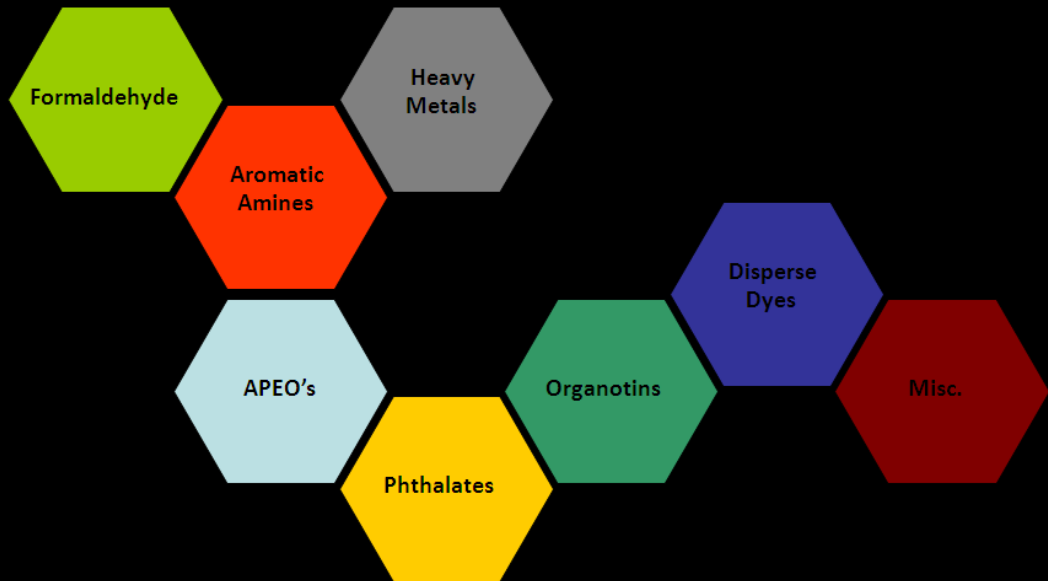 Formaldehyde
Heavy
Metals
Aromatic
Amines
Disperse
Dyes
APEO’s
Organotins
Misc.
Phthalates